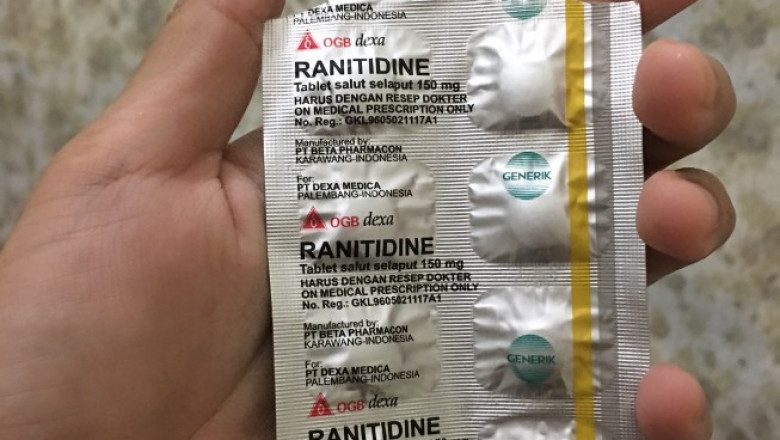 PT DEXA MEDICA
PALEMBANG-INDONESIA
OGB dexa
RANITIDINE
Tablet salut selaput 150 mg
HARUS DENGAN RESEP DOKTER
ON MEDICAL PRESCRIPTION ONLY
No. Reg.: GKL9605021117A1
Manufactured by:
PT BETA PHARMACON
KARAWANG-INDONESIA
For:
PT DEXA MEDICA
PALEMBANG-INDONESIA
GENERIK
OGB dexa
RANITIDINE
Tablet salut selaput 150 mg
HARUS DENGAN RESEP DOKTER
ON MEDICAL PRESCRIPTION ONLY
No. Reg.: GKL9605021117A1
Manufactured by:
PT BETA PHARMACON
KARAWANG-INDONESIA
For:
PT DEXA MEDICA
PALEMBANG-INDONESIA
GENERIK
OGB dexa
RANITIDINE